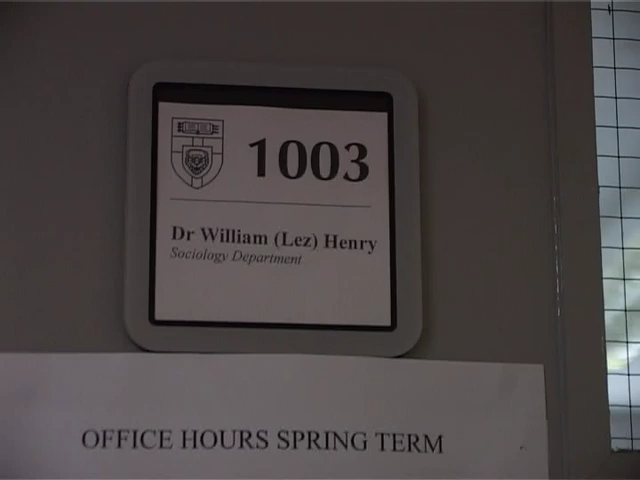 1003
Dr William (Lez) Henry
Sociology Department
OFFICE HOURS SPRING TERM